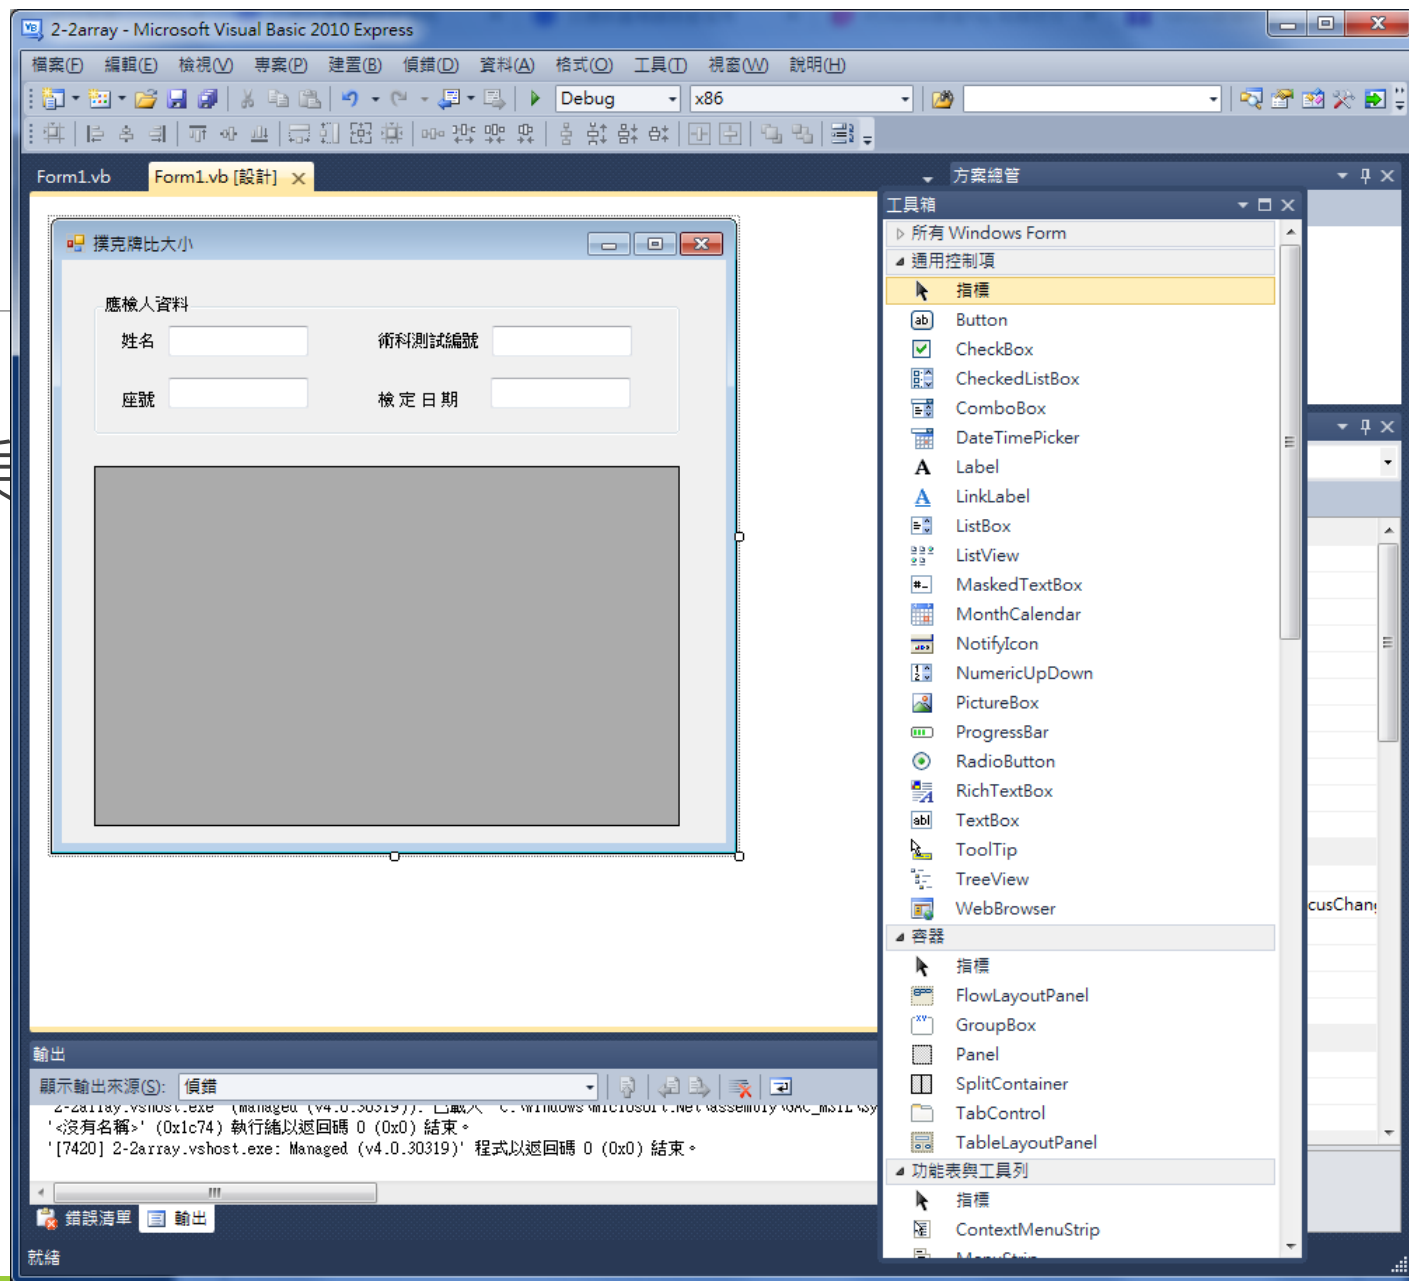 2-2array - Microsoft Visual Basic 2010 Express
檔案(F) 編輯(E) 檢視(V) 專案(P) 建置(B) 偵錯(D) 資料(A) 格式(O) 工具(T) 視窗(W) 說明(H)
Debug x86
Form1.vb Form1.vb [設計]
方案總管
撲克牌比大小
應檢人資料
姓名 術科測試編號
座號 檢定日期
工具箱
所有 Windows Form
通用控制項
指標
Button
CheckBox
CheckedListBox
ComboBox
DateTimePicker
Label
LinkLabel
ListBox
ListView
MaskedTextBox
MonthCalendar
NotifyIcon
NumericUpDown
PictureBox
ProgressBar
RadioButton
RichTextBox
TextBox
ToolTip
TreeView
WebBrowser
容器
指標
FlowLayoutPanel
GroupBox
Panel
SplitContainer
TabControl
TableLayoutPanel
功能表與工具列
指標
ContextMenuStrip
MenuStrip
cusChan
輸出
顯示輸出來源(S): 偵錯
'<沒有名稱>' (0x1c74) 執行緒以返回碼 0 (0x0) 結束。
'[7420] 2-2array.vshost.exe: Managed (v4.0.30319)' 程式以返回碼 0 (0x0) 結束。
錯誤清單 輸出
就緒